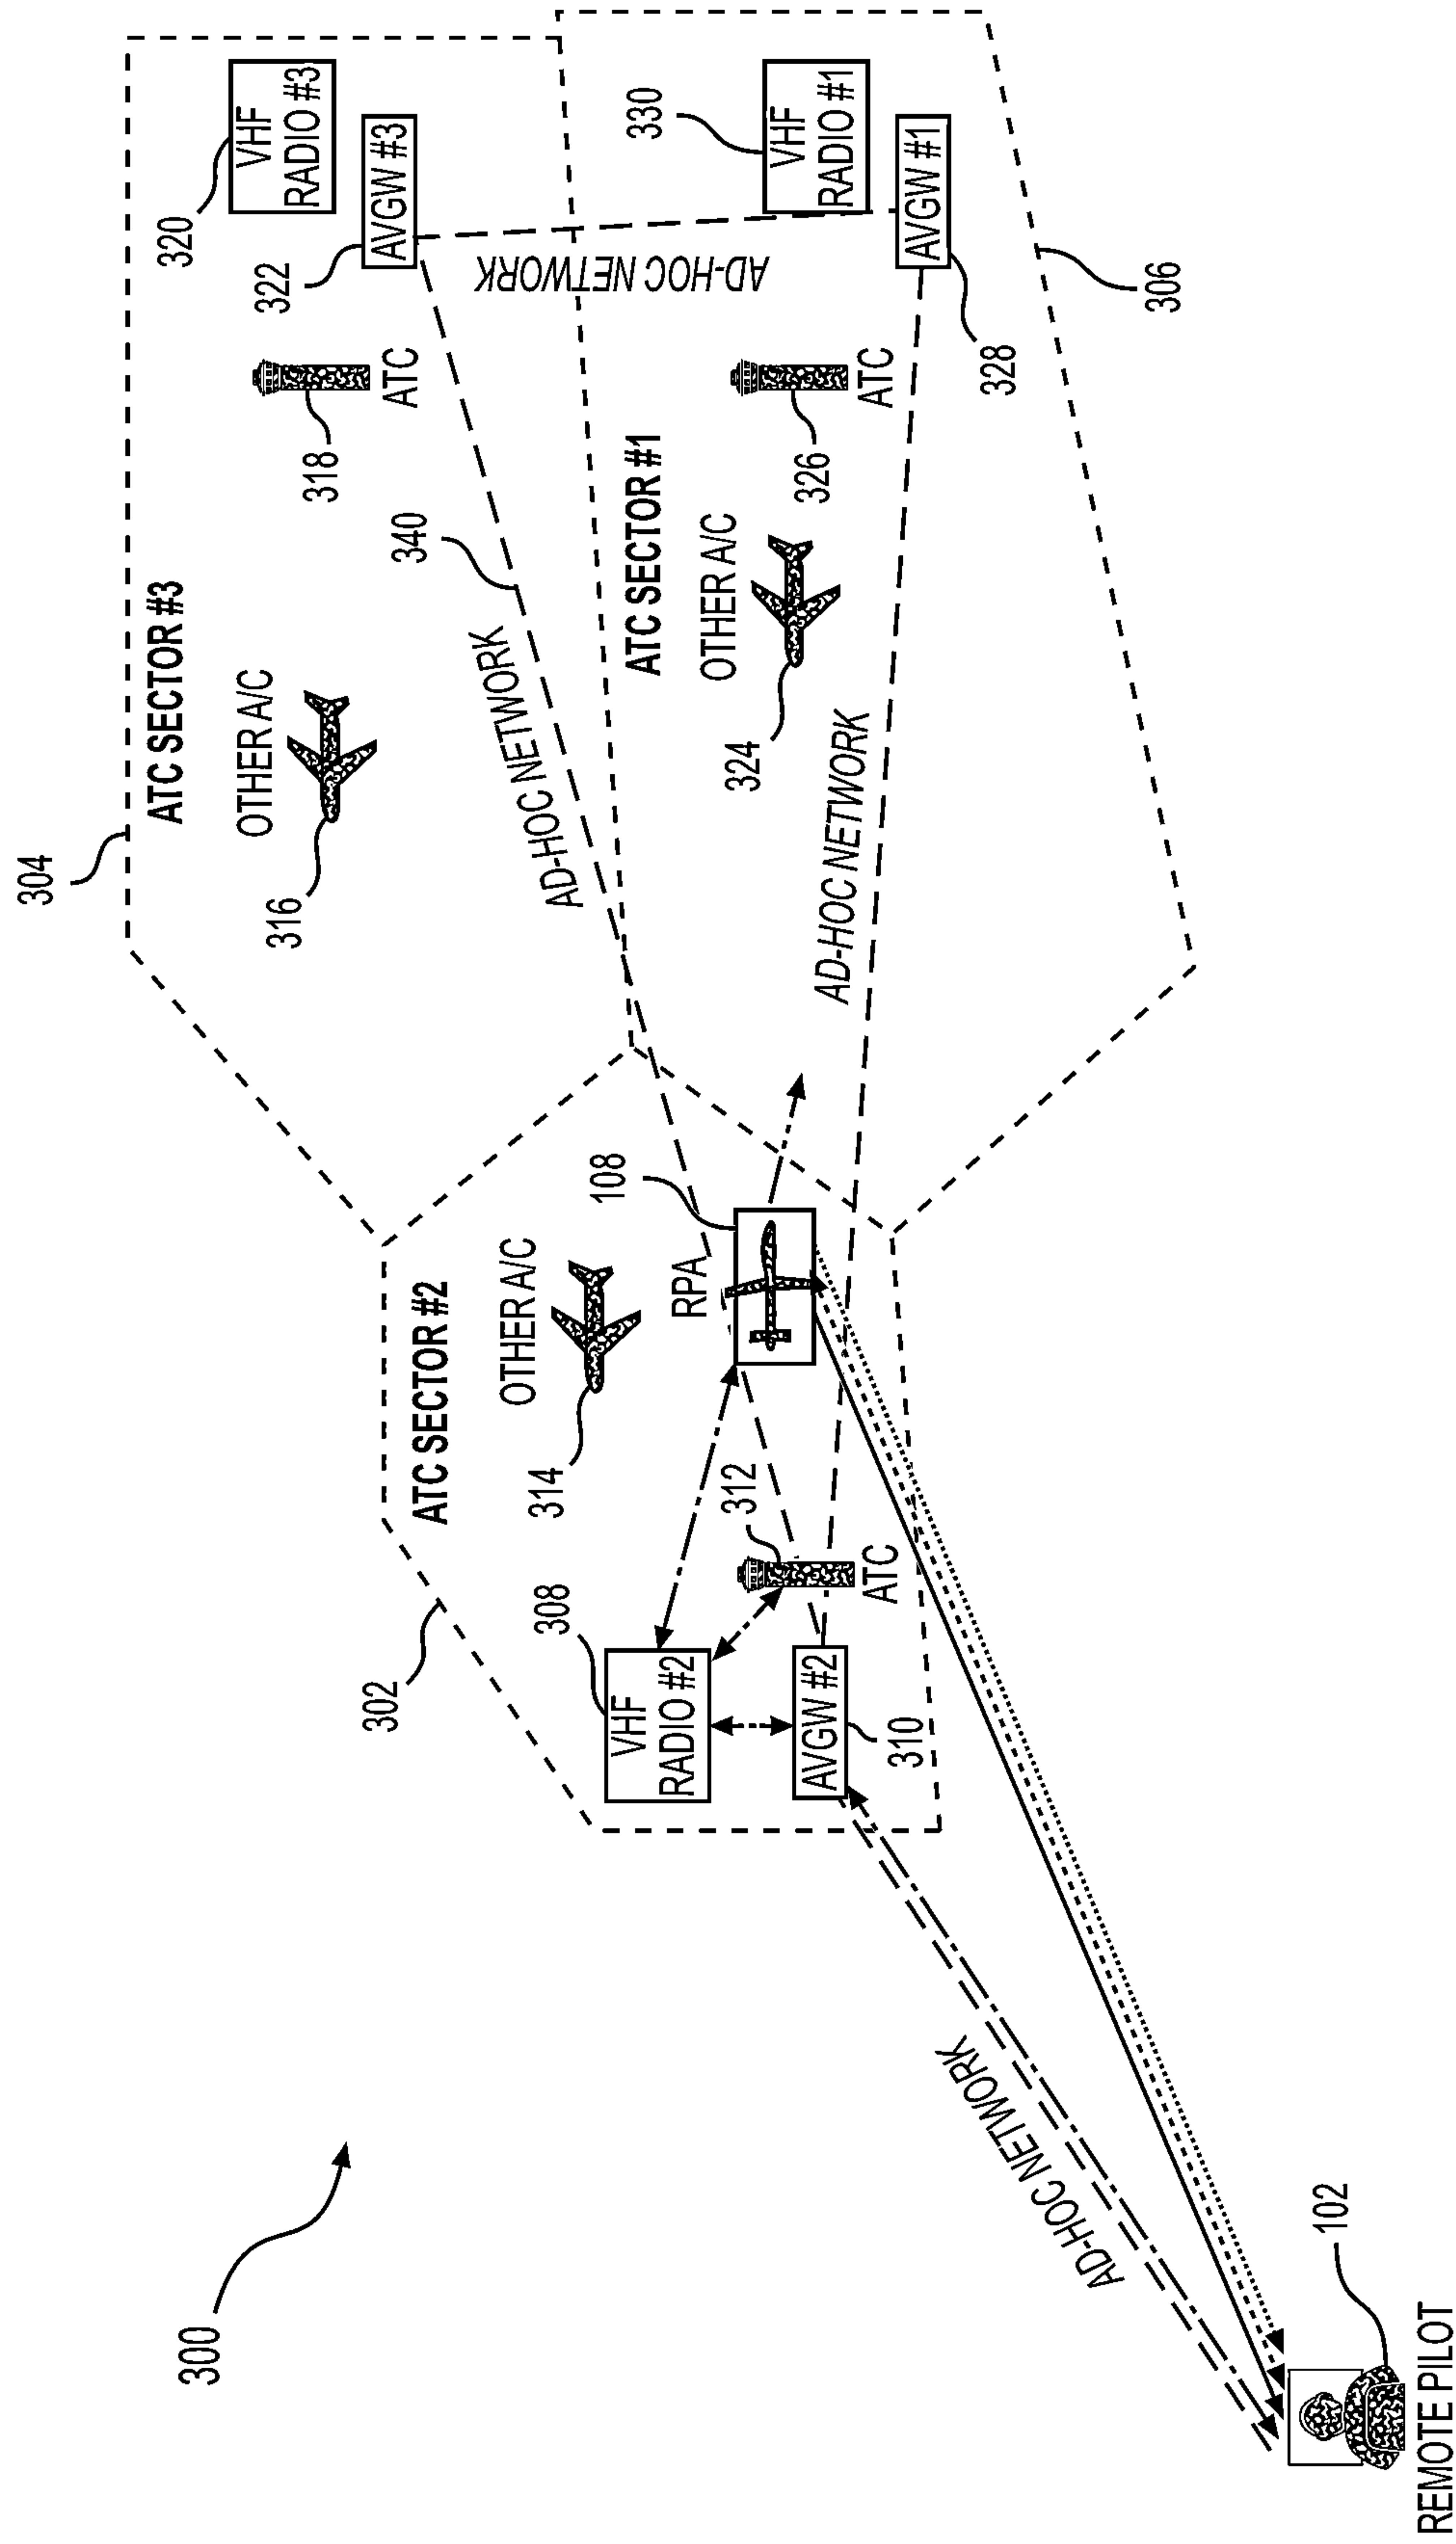 300
304
ATC SECTOR #3
OTHER A/C
316
318
ATC
320
VHF
RADIO #3
322
AVGW #3
AD-HOC NETWORK
340
AD-HOC NETWORK
302
ATC SECTOR #2
OTHER A/C
314
308
VHF
RADIO #2
AVGW #2
310
312
ATC
RPA
108
ATC SECTOR #1
OTHER A/C
324
326
ATC
330
VHF
RADIO #1
AVGW #1
328
306
AD-HOC NETWORK
AD-HOC NETWORK
102
REMOTE PILOT